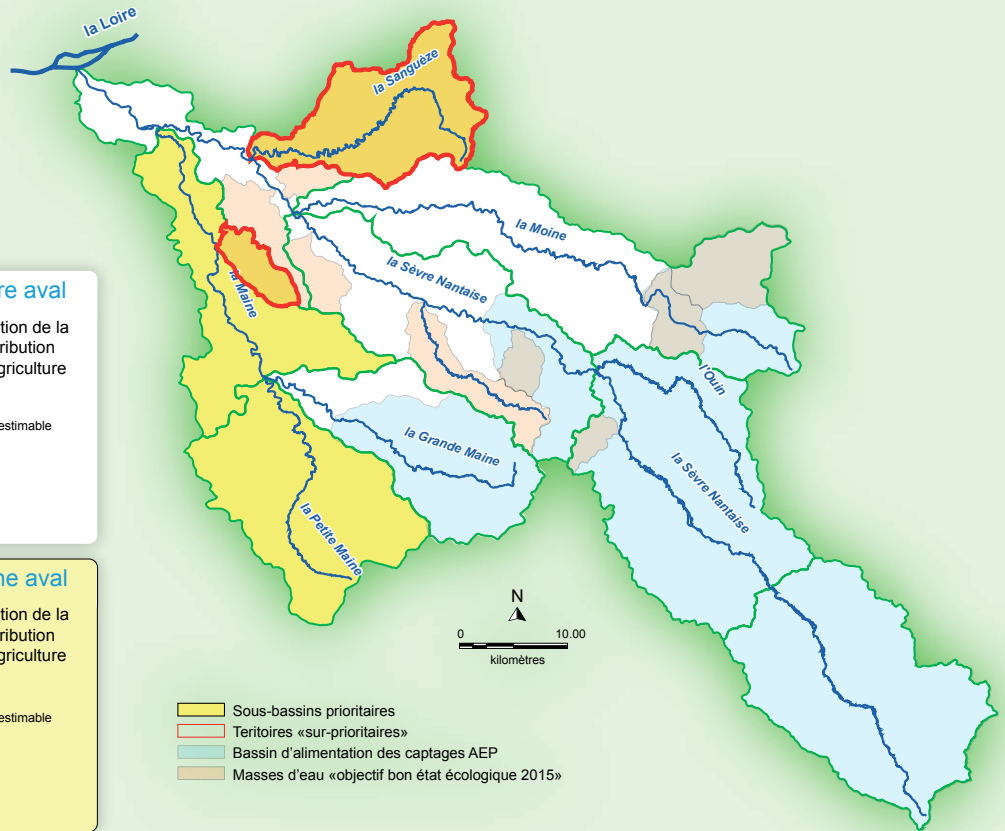 la Loire
la Sanguèze
la Moine
la Sèvre Nantaise
la Maine
l'Ouin
la Grande Maine
la Sèvre Nantaise
la Petite Maine
re aval
tion de la
ribution
griculture
estimable
ne aval
tion de la
ribution
griculture
estimable
N
0 10.00
kilomètres
Sous-bassins prioritaires
Teritoires «sur-prioritaires»
Bassin d'alimentation des captages AEP
Masses d'eau «objectif bon état écologique 2015»